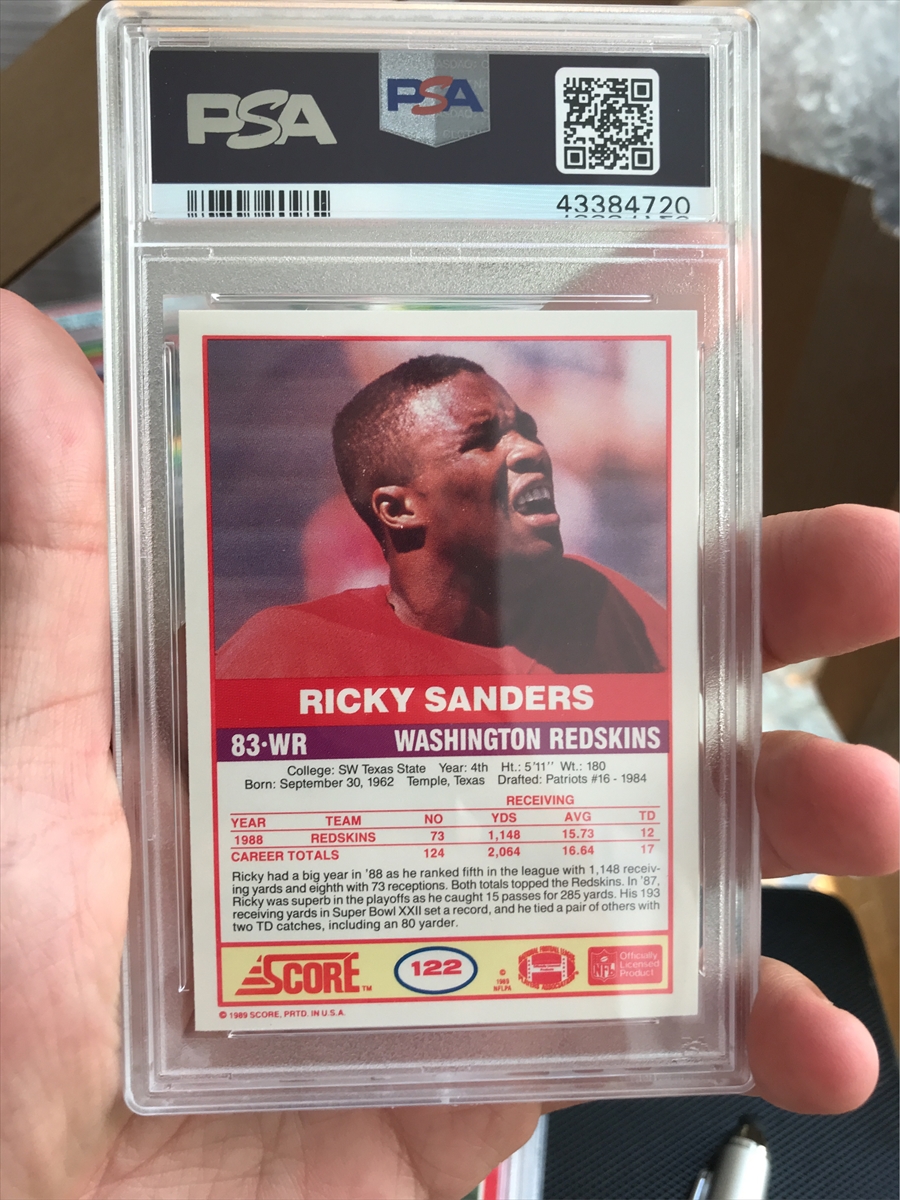 PSA
PSA
43384720
RICKY SANDERS
83·WR WASHINGTON REDSKINS
College: SW Texas State Year: 4th Ht.: 5'11'' Wt.: 180
Born: September 30, 1962 Temple, Texas Drafted: Patriots #16 - 1984
RECEIVING
YEAR TEAM NO YDS AVG TD
1988 REDSKINS 73 1,148 15.73 12
CAREER TOTALS 124 2,064 16.64 17
Ricky had a big year in '88 as he ranked fifth in the league with 1,148 receiv-
ing yards and eighth with 73 receptions. Both totals topped the Redskins. In '87,
Ricky was superb in the playoffs as he caught 15 passes for 285 yards. His 193
receiving yards in Super Bowl XXII set a record, and he tied a pair of others with
two TD catches, including an 80 yarder.
SCORE™
122
© 1989 NFLPA
NFL
Officially
Licensed
Product
© 1989 SCORE, PRTD. IN U.S.A.